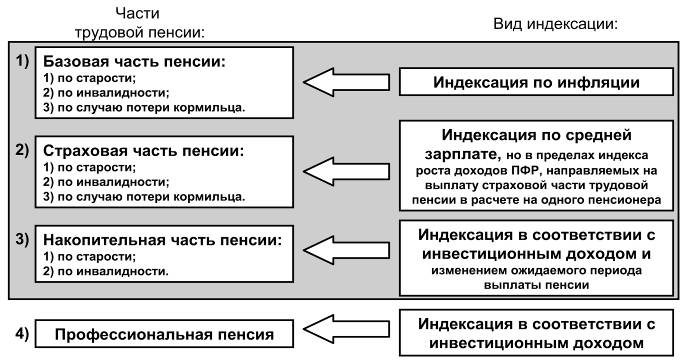 Части
трудовой пенсии:
Вид индексации:
1)
Базовая часть пенсии:
1) по старости;
2) по инвалидности;
3) по случаю потери кормильца.
Индексация по инфляции
2)
Страховая часть пенсии:
1) по старости;
2) по инвалидности;
3) по случаю потери кормильца.
Индексация по средней
зарплате, но в пределах индекса
роста доходов ПФР, направляемых на
выплату страховой части трудовой
пенсии в расчете на одного пенсионера
3)
Накопительная часть пенсии:
1) по старости;
2) по инвалидности.
Индексация в соответствии с
инвестиционным доходом и
изменением ожидаемого периода
выплаты пенсии
4)
Профессиональная пенсия
Индексация в соответствии с
инвестиционным доходом